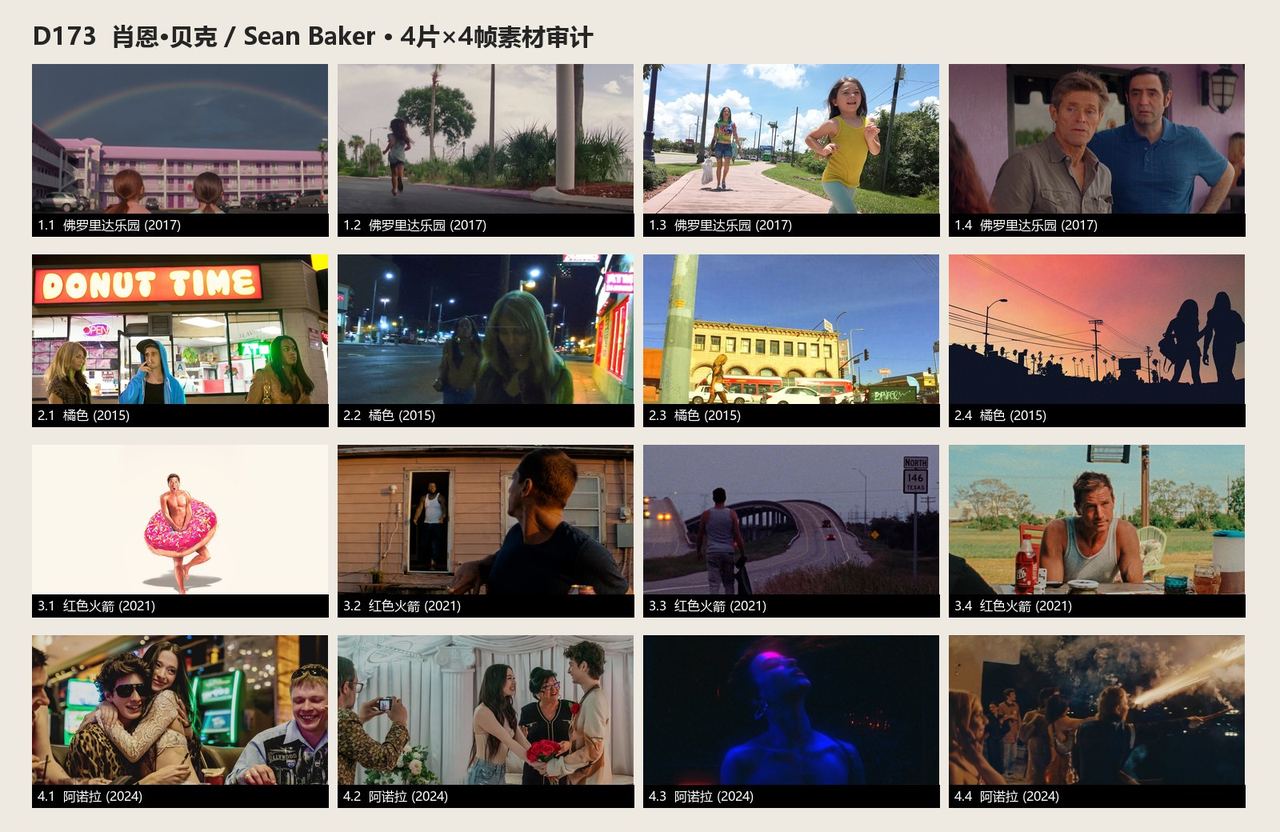 D173 肖恩•贝克 / Sean Baker • 4片×4帧素材审计
1.1 佛罗里达乐园 (2017)
1.2 佛罗里达乐园 (2017)
1.3 佛罗里达乐园 (2017)
1.4 佛罗里达乐园 (2017)
DONUT TIME
OPEN
2.1 橘色 (2015)
2.2 橘色 (2015)
2.3 橘色 (2015)
2.4 橘色 (2015)
NORTH
146
TEXAS
3.1 红色火箭 (2021)
3.2 红色火箭 (2021)
3.3 红色火箭 (2021)
3.4 红色火箭 (2021)
4.1 阿诺拉 (2024)
4.2 阿诺拉 (2024)
4.3 阿诺拉 (2024)
4.4 阿诺拉 (2024)